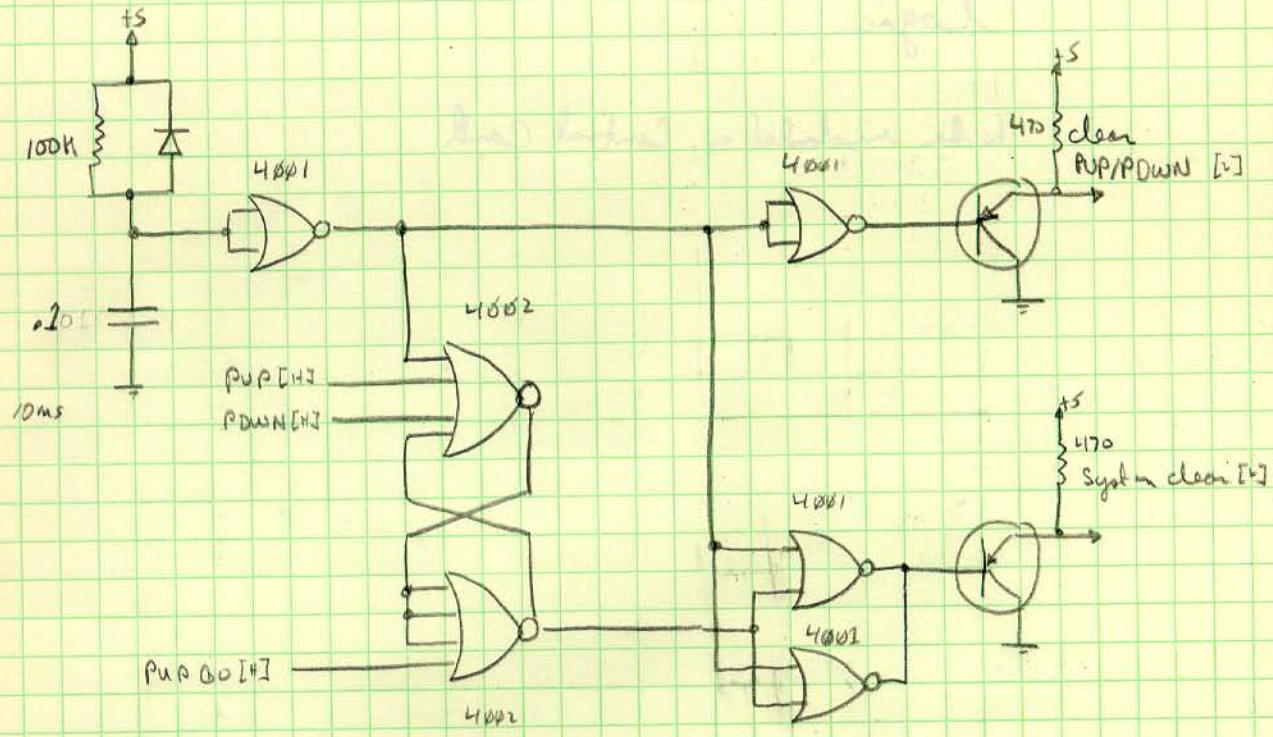 +5
100K
4001
.1
10ms
4002
PUP [H]
PDWN [H]
PUP GO [H]
4002
4001
+5
470
clear
PUP/PDWN [L]
4001
4001
+5
470
System clear [L]